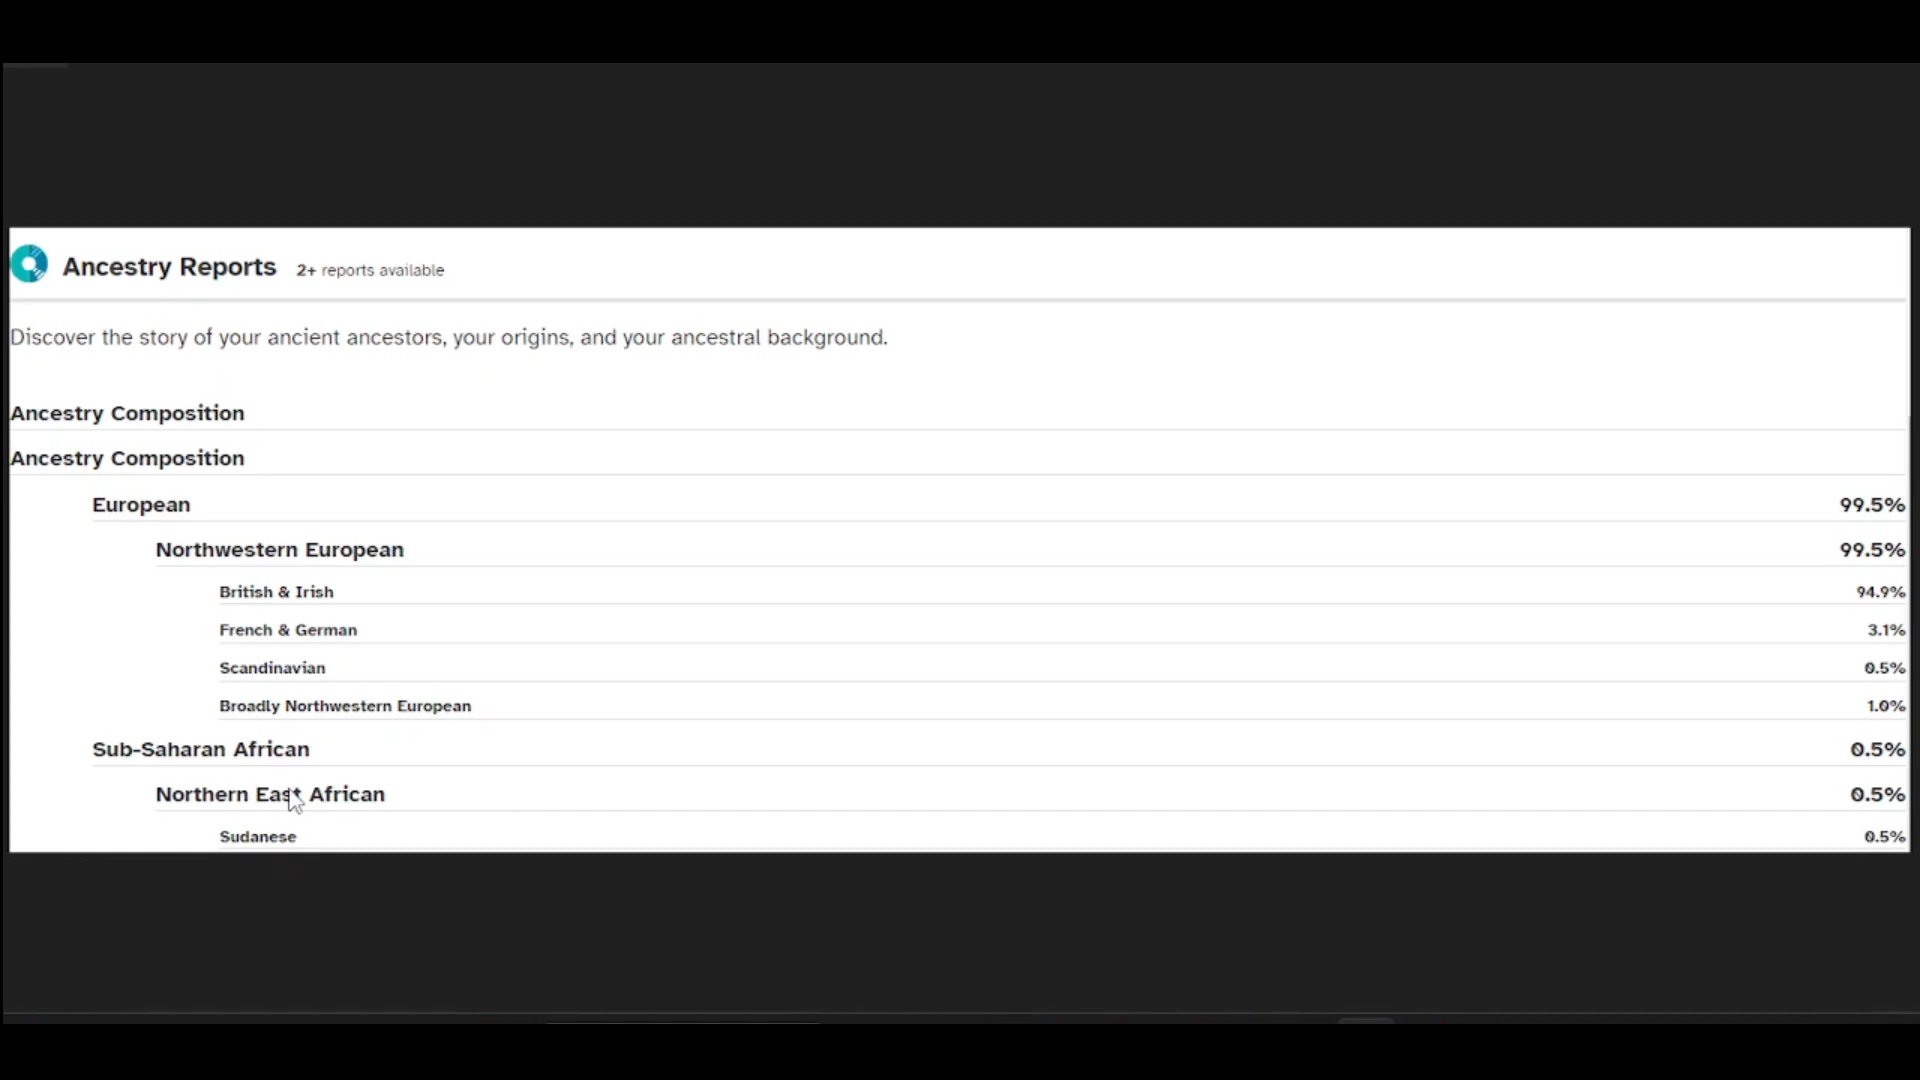 Ancestry Reports 2+ reports available
Discover the story of your ancient ancestors, your origins, and your ancestral background.
Ancestry Composition
Ancestry Composition
European 99.5%
Northwestern European 99.5%
British & Irish 94.9%
French & German 3.1%
Scandinavian 0.5%
Broadly Northwestern European 1.0%
Sub-Saharan African 0.5%
Northern East African 0.5%
Sudanese 0.5%